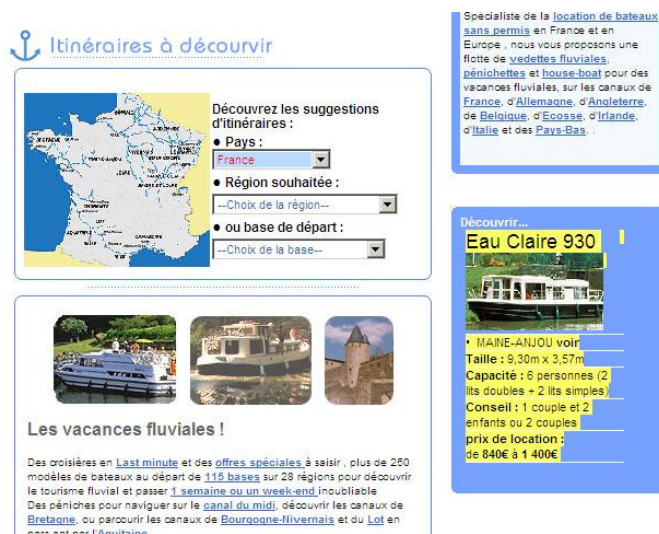 Itinéraires à décourvir
Découvrez les suggestions
d'itinéraires :
● Pays :
France
● Région souhaitée :
--Choix de la région--
● ou base de départ :
--Choix de la base--
Les vacances fluviales !
Des croisières en Last minute et des offres spéciales à saisir , plus de 250
modèles de bateaux au départ de 115 bases sur 28 régions pour découvrir
le tourisme fluvial et passer 1 semaine ou un week-end inoubliable
Des péniches pour naviguer sur le canal du midi, découvrir les canaux de
Bretagne, ou parcourir les canaux de Bourgogne-Nivernais et du Lot en
Spécialiste de la location de bateaux
sans permis en France et en
Europe , nous vous proposons une
flotte de vedettes fluviales,
pénichettes et house-boat pour des
vacances fluviales, sur les canaux de
France, d'Allemagne, d'Angleterre,
de Belgique, d'Ecosse, d'Irlande,
d'Italie et des Pays-Bas. .
Découvrir...
Eau Claire 930
• MAINE-ANJOU voir
Taille : 9,30m x 3,57m
Capacité : 6 personnes (2
lits doubles + 2 lits simples)
Conseil : 1 couple et 2
enfants ou 2 couples
prix de location :
de 840€ à 1 400€